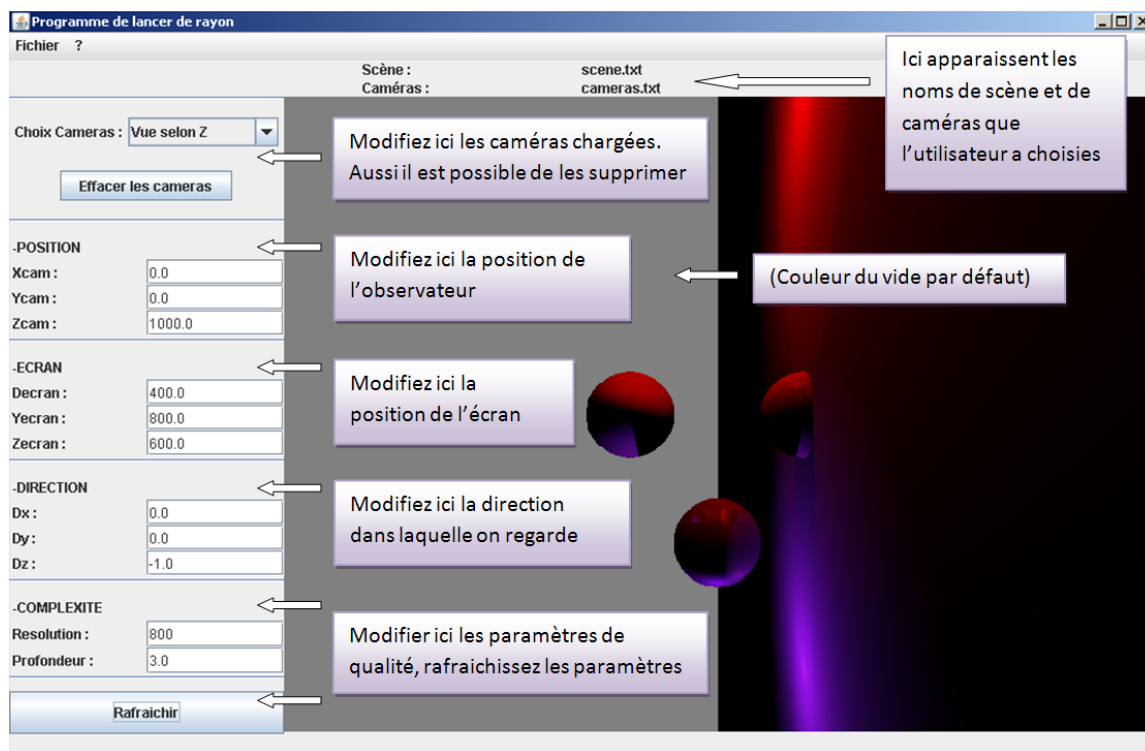 Programme de lancer de rayon
Fichier ?
Scène : scene.txt
Caméras : cameras.txt
Ici apparaissent les
noms de scène et de
caméras que
l'utilisateur a choisies
Choix Cameras : Vue selon Z
Effacer les cameras
Modifiez ici les caméras chargées.
Aussi il est possible de les supprimer
-POSITION
Xcam : 0.0
Ycam : 0.0
Zcam : 1000.0
Modifiez ici la position de
l'observateur
(Couleur du vide par défaut)
-ECRAN
Decran : 400.0
Yecran : 800.0
Zecran : 600.0
Modifiez ici la
position de l'écran
-DIRECTION
Dx : 0.0
Dy : 0.0
Dz : -1.0
Modifiez ici la direction
dans laquelle on regarde
-COMPLEXITE
Resolution : 800
Profondeur : 3.0
Modifier ici les paramètres de
qualité, rafraichissez les paramètres
Rafraichir